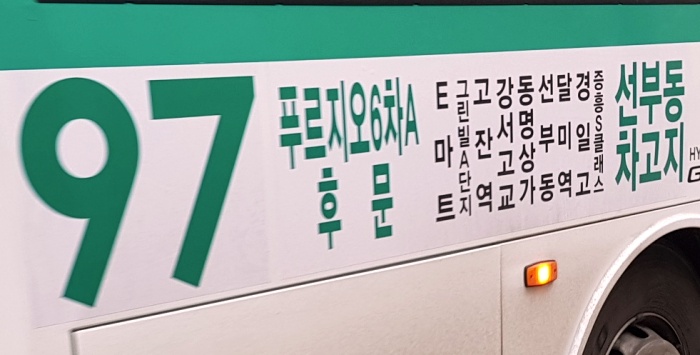 97
푸르지오6차A
후문
E마트
그린빌A단지
고잔역
강서고교
동명상가
선부동
달미역
경일고
중흥S클래스
선부동
차고지